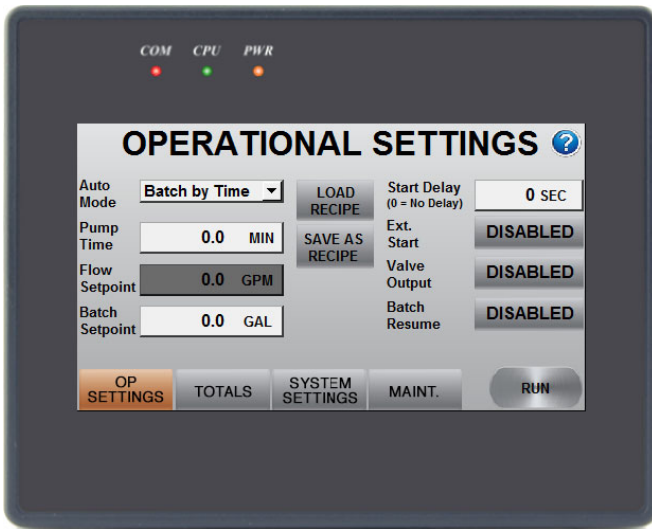 COM CPU PWR
OPERATIONAL SETTINGS ?
Auto
Mode
Batch by Time
LOAD
RECIPE
Start Delay
(0 = No Delay)
0 SEC
Pump
Time
0.0 MIN
SAVE AS
RECIPE
Ext.
Start
DISABLED
Flow
Setpoint
0.0 GPM
Valve
Output
DISABLED
Batch
Setpoint
0.0 GAL
Batch
Resume
DISABLED
OP
SETTINGS
TOTALS
SYSTEM
SETTINGS
MAINT.
RUN